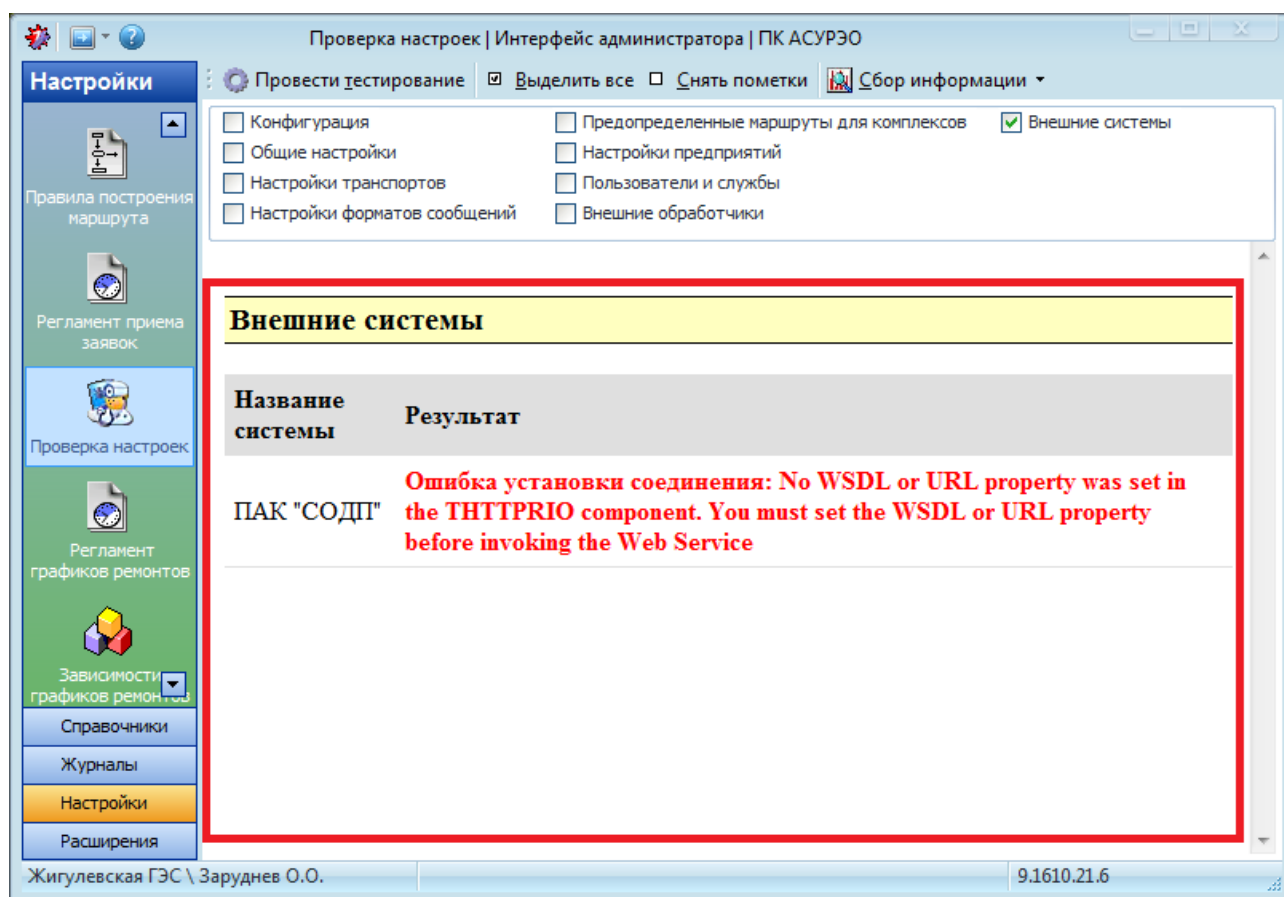 Проверка настроек | Интерфейс администратора | ПК АСУРЭО
Настройки
Провести тестирование
Выделить все
Снять пометки
Сбор информации
Конфигурация
Предопределенные маршруты для комплексов
Внешние системы
Общие настройки
Настройки предприятий
Настройки транспортов
Пользователи и службы
Настройки форматов сообщений
Внешние обработчики
Правила построения
маршрута
Регламент приема
заявок
Проверка настроек
Регламент
графиков ремонтов
Зависимости
графиков ремонтов
Справочники
Журналы
Настройки
Расширения
Внешние системы
Название
системы
Результат
ПАК "СОДП"
Ошибка установки соединения: No WSDL or URL property was set in
the THTTPRIO component. You must set the WSDL or URL property
before invoking the Web Service
Жигулевская ГЭС \ Заруднев О.О.
9.1610.21.6